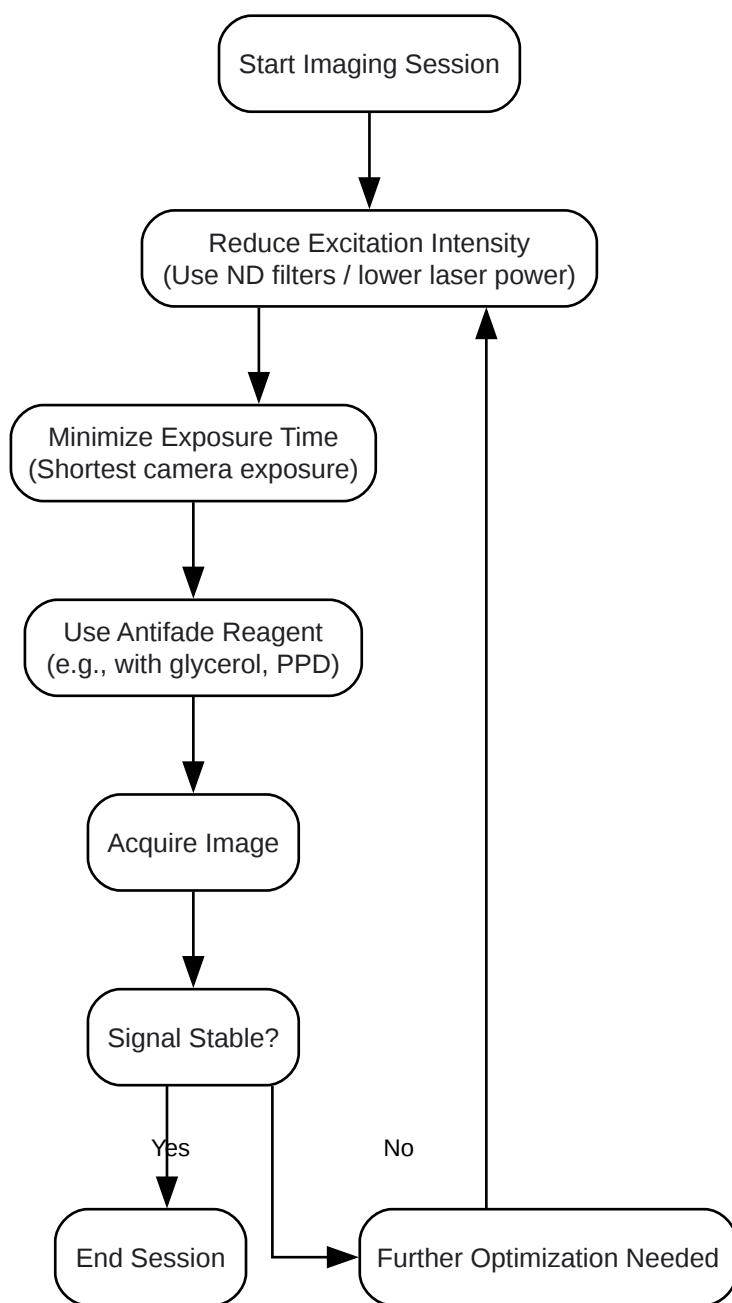 Start Imaging Session
Reduce Excitation Intensity
(Use ND filters / lower laser power)
Minimize Exposure Time
(Shortest camera exposure)
Use Antifade Reagent
(e.g., with glycerol, PPD)
Acquire Image
Signal Stable?
Yes
No
End Session
Further Optimization Needed